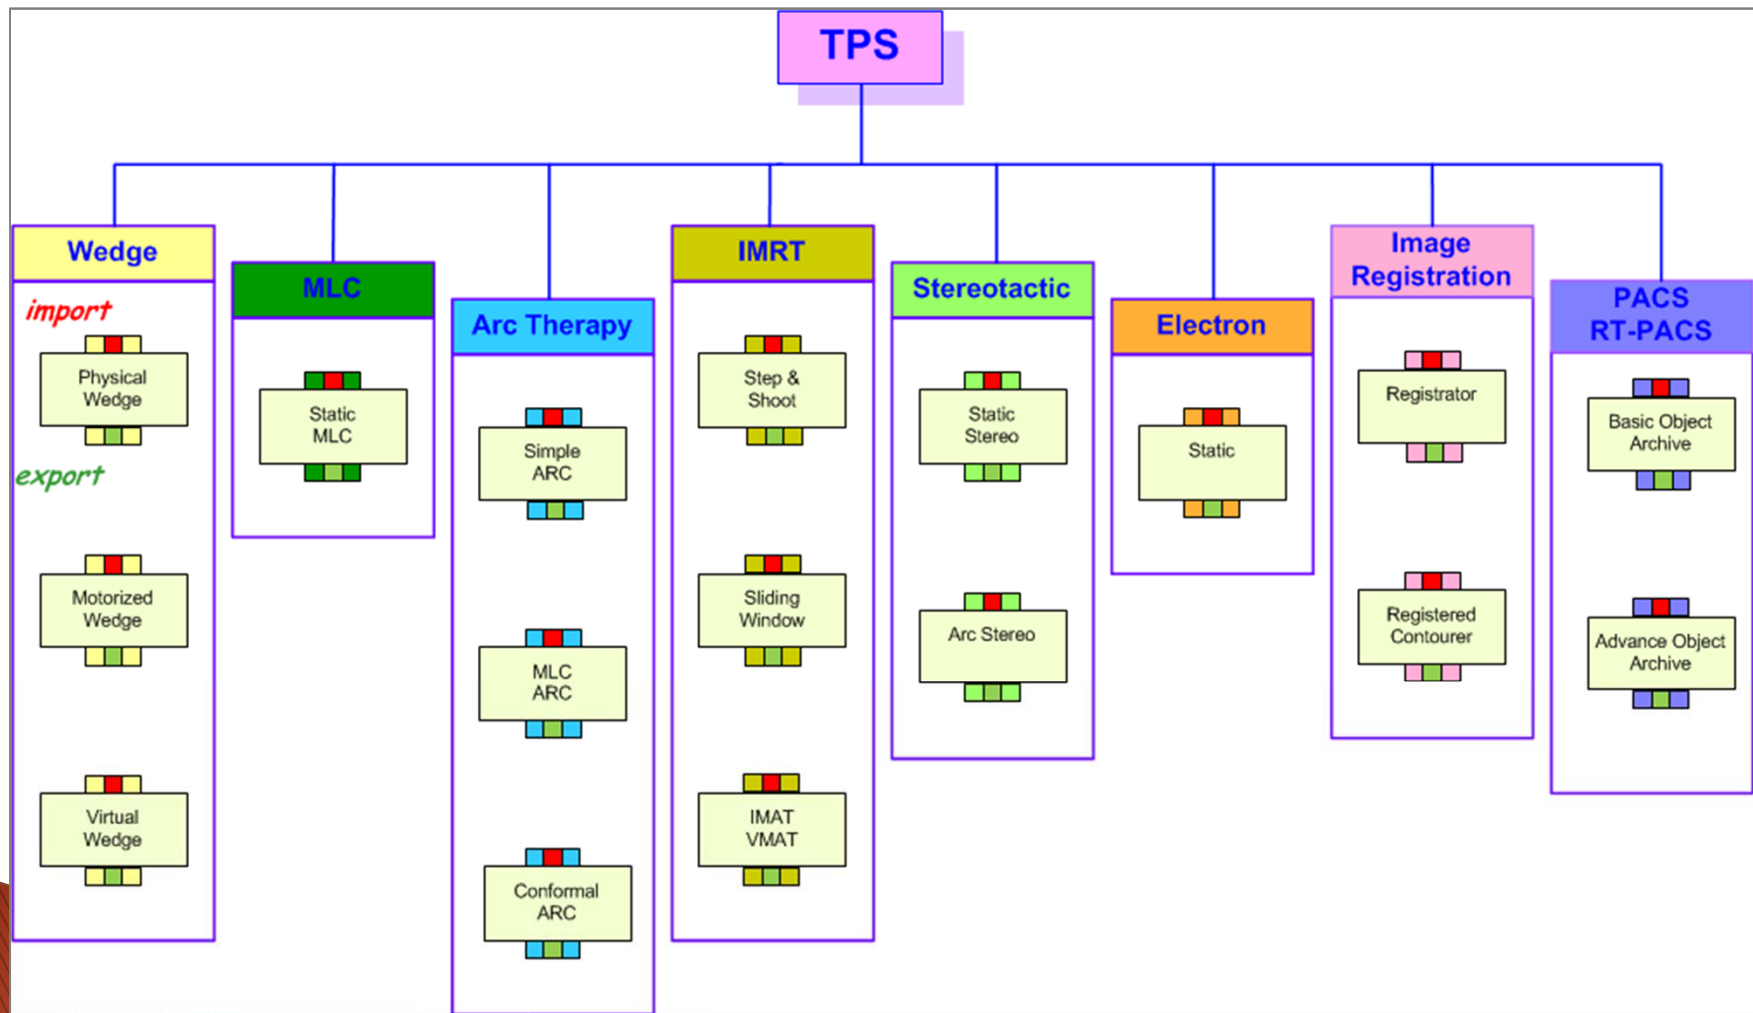 TPS
Wedge
import
Physical
Wedge
export
Motorized
Wedge
Virtual
Wedge
MLC
Static
MLC
Arc Therapy
Simple
ARC
MLC
ARC
Conformal
ARC
IMRT
Step &
Shoot
Sliding
Window
IMAT
VMAT
Stereotactic
Static
Stereo
Arc Stereo
Electron
Static
Image
Registration
Registrator
Registered
Contourer
PACS
RT-PACS
Basic Object
Archive
Advance Object
Archive